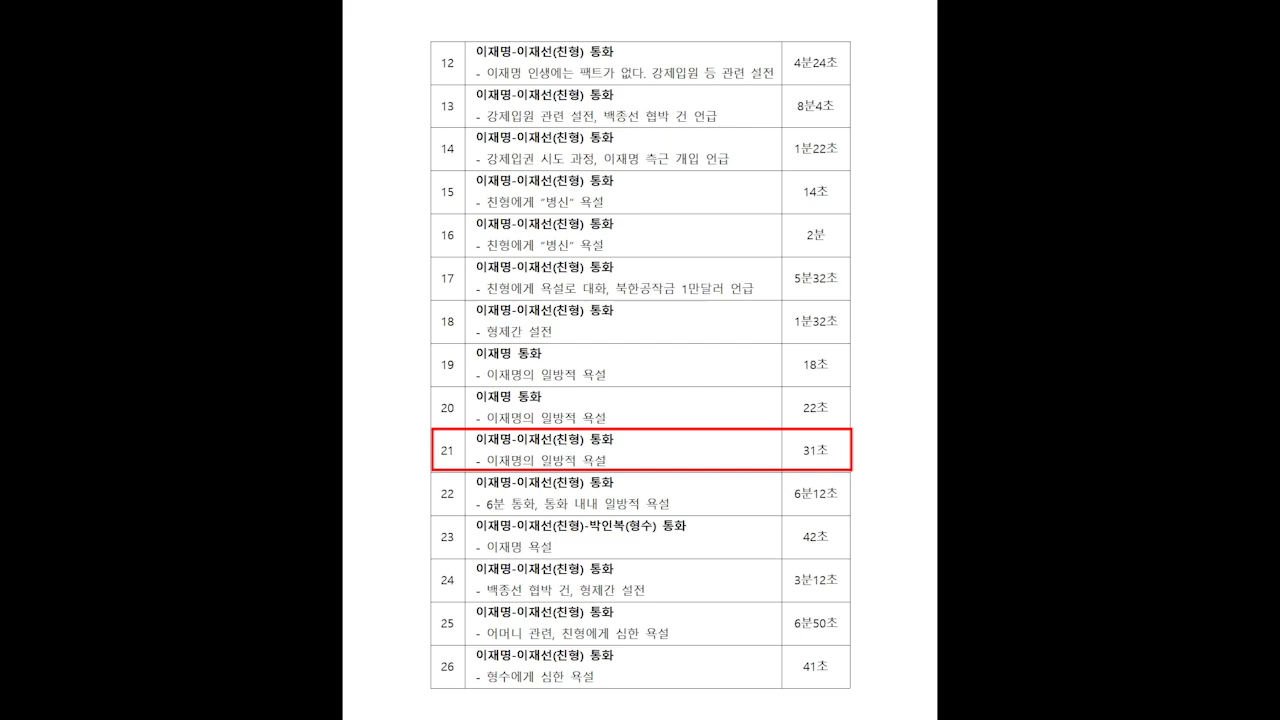 12
이재명-이재선(친형) 통화
- 이재명 인생에는 팩트가 없다. 강제입원 등 관련 설전
4분24초
13
이재명-이재선(친형) 통화
- 강제입원 관련 설전, 백종선 협박 건 언급
8분4초
14
이재명-이재선(친형) 통화
- 강제입권 시도 과정, 이재명 측근 개입 언급
1분22초
15
이재명-이재선(친형) 통화
- 친형에게 "병신" 욕설
14초
16
이재명-이재선(친형) 통화
- 친형에게 "병신" 욕설
2분
17
이재명-이재선(친형) 통화
- 친형에게 욕설로 대화, 북한공작금 1만달러 언급
5분32초
18
이재명-이재선(친형) 통화
- 형제간 설전
1분32초
19
이재명 통화
- 이재명의 일방적 욕설
18초
20
이재명 통화
- 이재명의 일방적 욕설
22초
21
이재명-이재선(친형) 통화
- 이재명의 일방적 욕설
31초
22
이재명-이재선(친형) 통화
- 6분 통화, 통화 내내 일방적 욕설
6분12초
23
이재명-이재선(친형)-박인복(형수) 통화
- 이재명 욕설
42초
24
이재명-이재선(친형) 통화
- 백종선 협박 건, 형제간 설전
3분12초
25
이재명-이재선(친형) 통화
- 어머니 관련, 친형에게 심한 욕설
6분50초
26
이재명-이재선(친형) 통화
- 형수에게 심한 욕설
41초